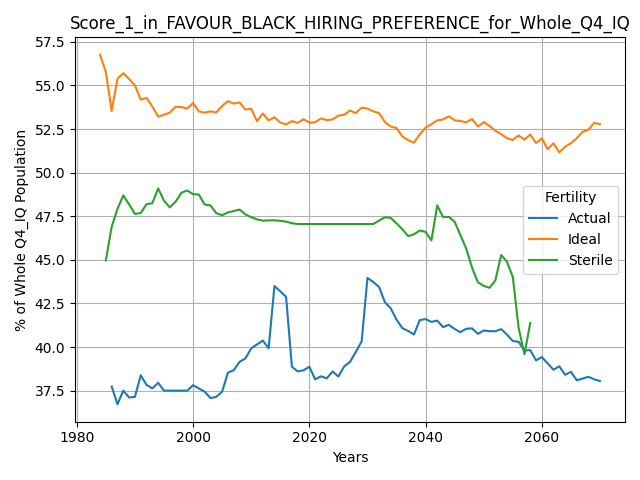 Score_1_in_FAVOUR_BLACK_HIRING_PREFERENCE_for_Whole_Q4_IQ
57.5
55.0
52.5
50.0
47.5
45.0
42.5
40.0
37.5
% of Whole Q4_IQ Population
Fertility
Actual
Ideal
Sterile
1980
2000
2020
2040
2060
Years